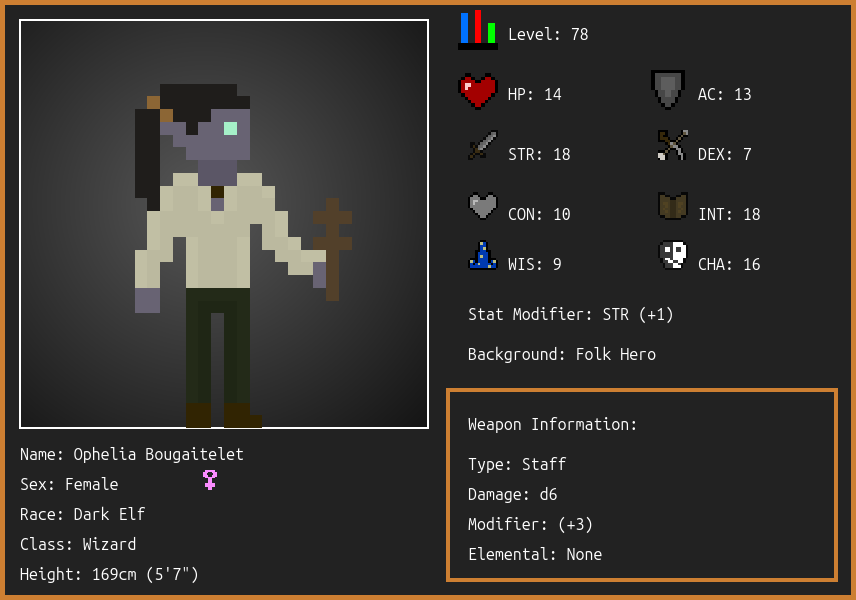 Level: 78
HP: 14
AC: 13
STR: 18
DEX: 7
CON: 10
INT: 18
WIS: 9
CHA: 16
Stat Modifier: STR (+1)
Background: Folk Hero
Weapon Information:
Type: Staff
Damage: d6
Modifier: (+3)
Elemental: None
Name: Ophelia Bougaitelet
Sex: Female
Race: Dark Elf
Class: Wizard
Height: 169cm (5'7")